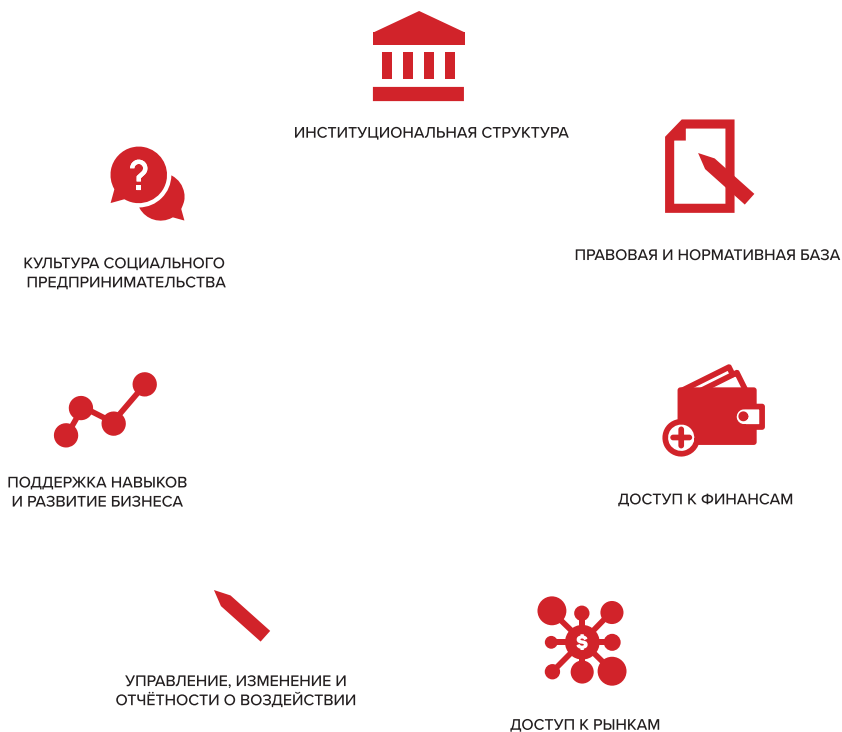 ИНСТИТУЦИОНАЛЬНАЯ СТРУКТУРА
ПРАВОВАЯ И НОРМАТИВНАЯ БАЗА
КУЛЬТУРА СОЦИАЛЬНОГО
ПРЕДПРИНИМАТЕЛЬСТВА
ПОДДЕРЖКА НАВЫКОВ
И РАЗВИТИЕ БИЗНЕСА
ДОСТУП К ФИНАНСАМ
УПРАВЛЕНИЕ, ИЗМЕНЕНИЕ И
ОТЧЁТНОСТИ О ВОЗДЕЙСТВИИ
ДОСТУП К РЫНКАМ